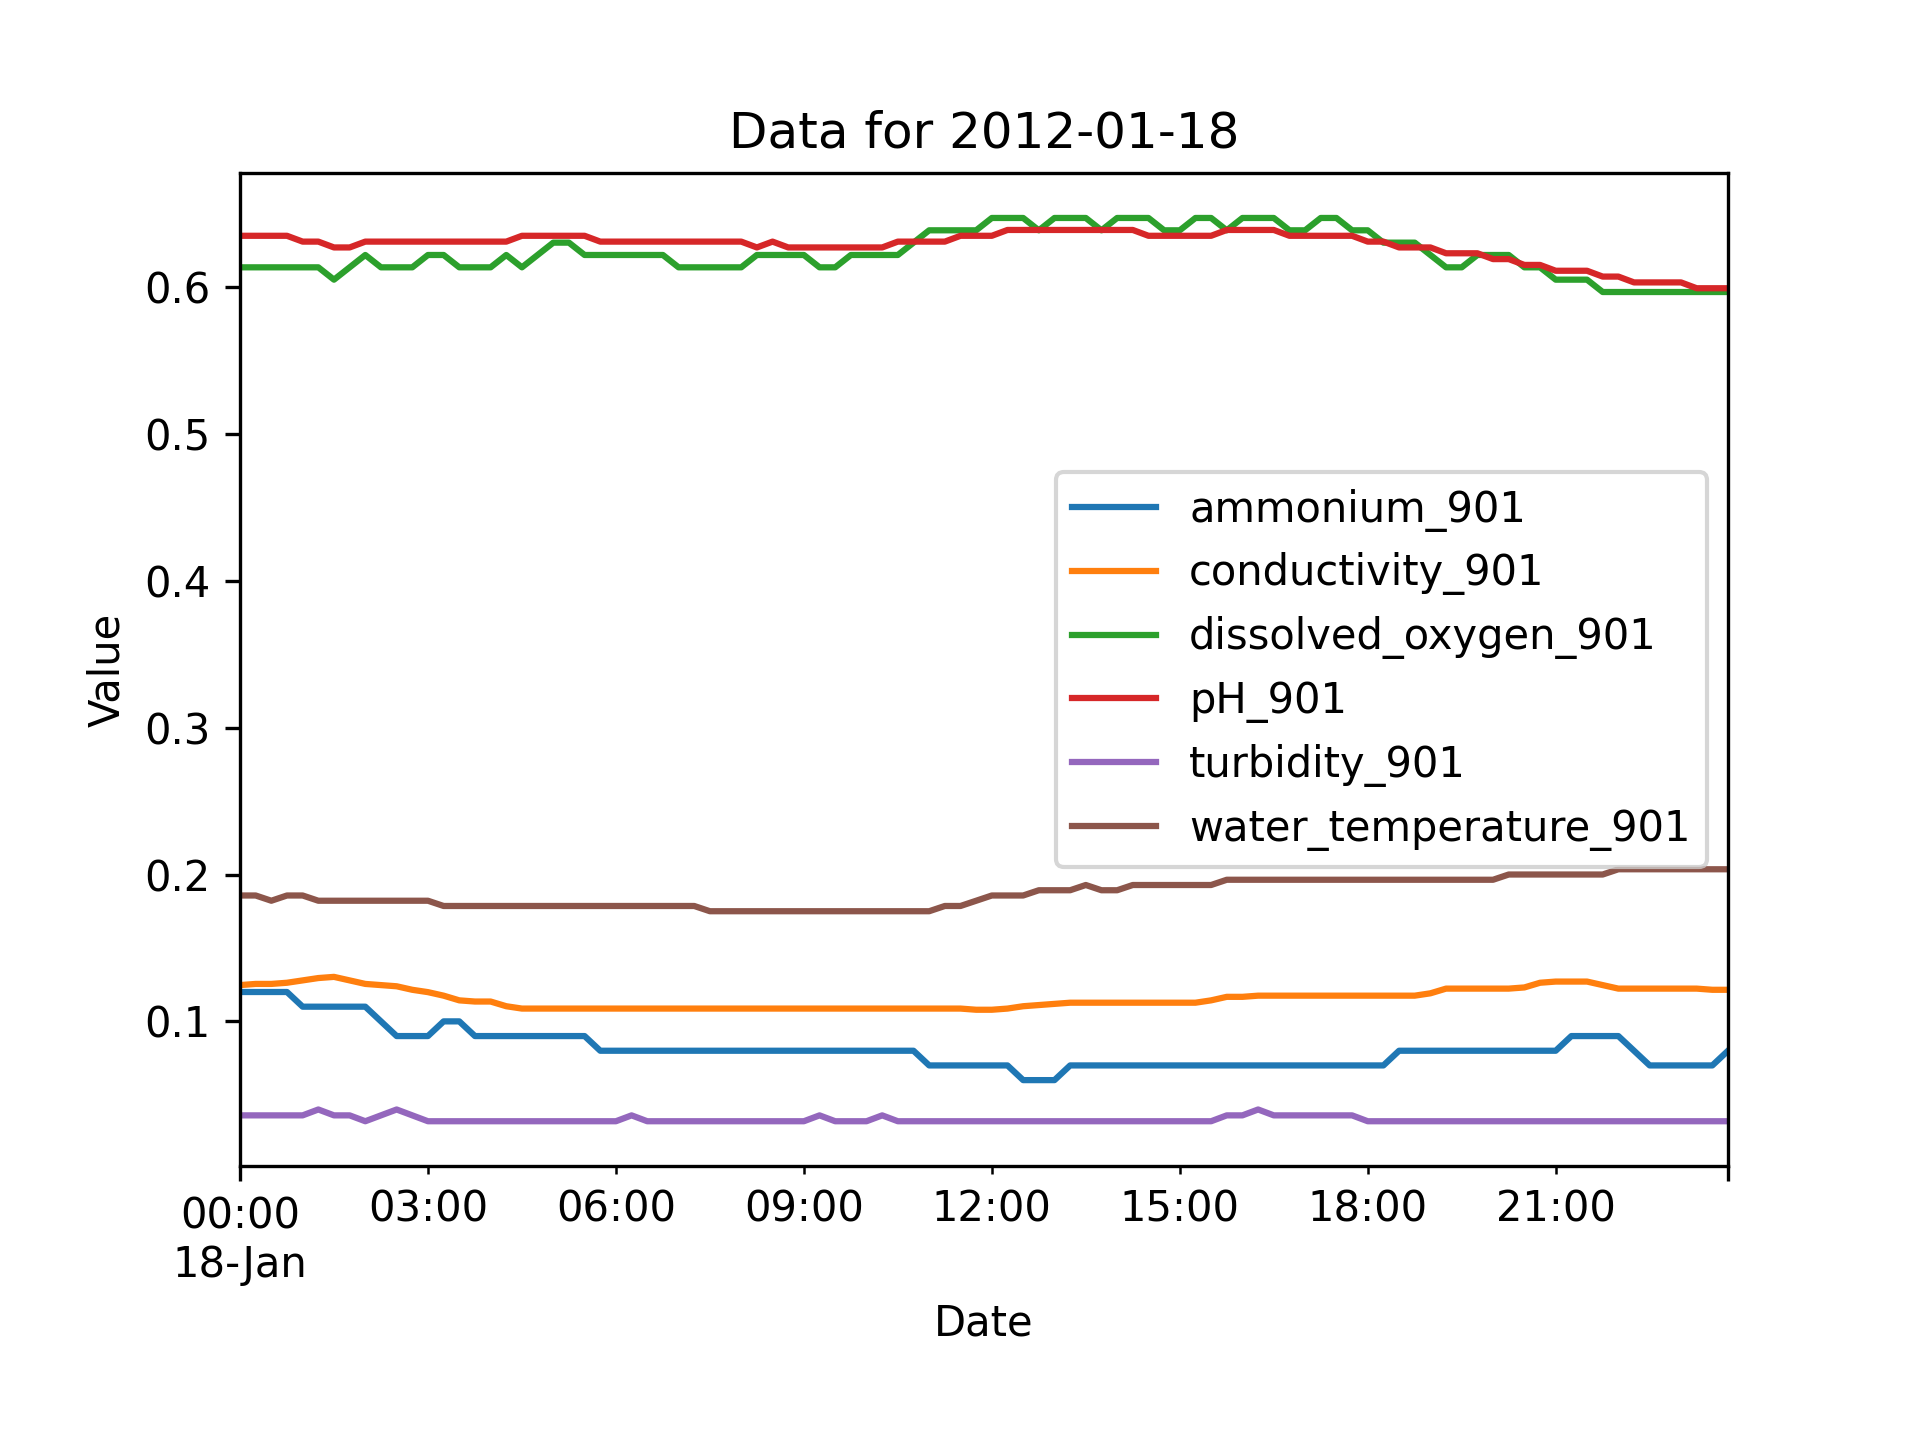 Data for 2012-01-18
0.6
0.5
0.4
0.3
0.2
0.1
Value
ammonium_901
conductivity_901
dissolved_oxygen_901
pH_901
turbidity_901
water_temperature_901
00:00 03:00 06:00 09:00 12:00 15:00 18:00 21:00
18-Jan
Date